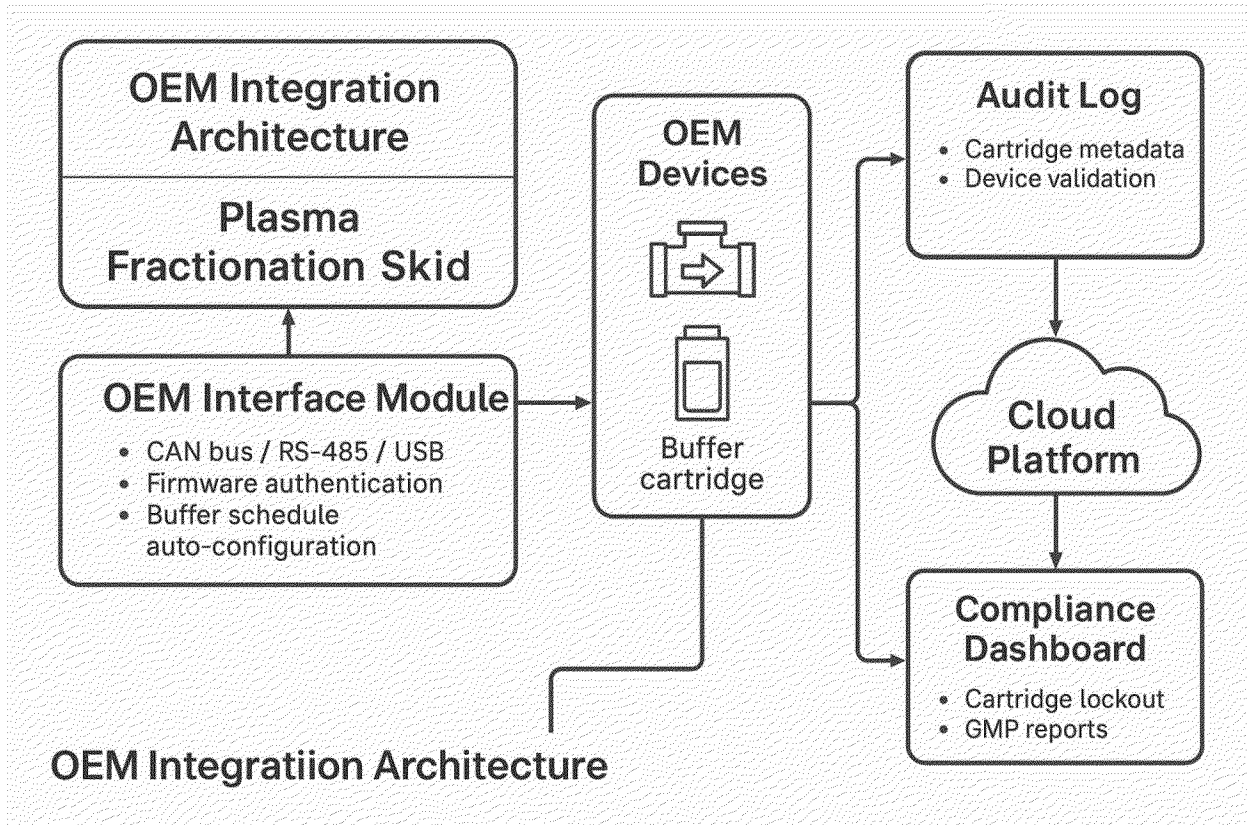 OEM Integration
Architecture
Plasma
Fractionation Skid
OEM Interface Module
• CAN bus / RS-485 / USB
• Firmware authentication
• Buffer schedule
auto-configuration
OEM
Devices
Buffer
cartridge
Audit Log
• Cartridge metadata
• Device validation
Cloud
Platform
Compliance
Dashboard
• Cartridge lockout
• GMP reports
OEM Integratiion Architecture